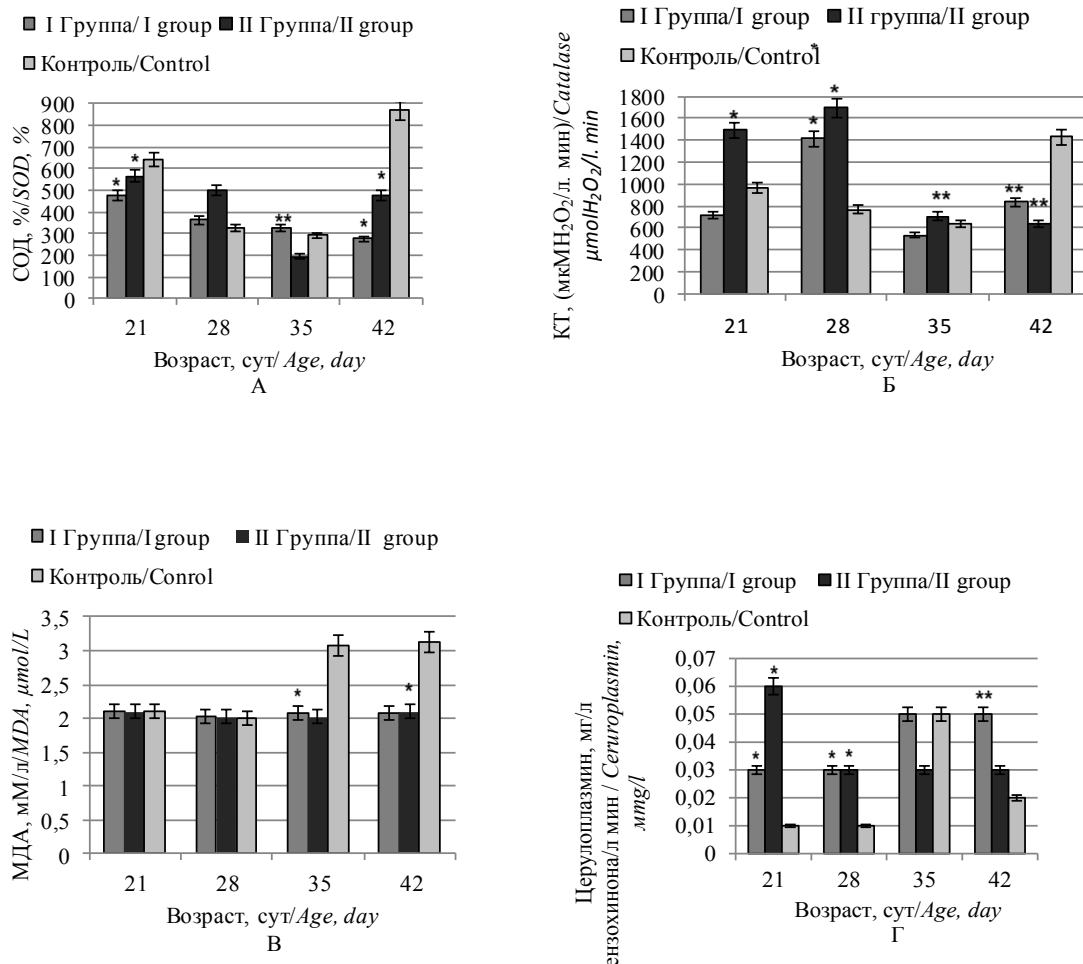 I Группа/ I group II Группа/II group
Контроль/Control
СОД, %/SOD, %
900
800
700
600
500
400
300
200
100
0
* * ** * *
21 28 35 42
Возраст, сут/ Age, day
А
I Группа/I group II группа/II group
*
Контроль/Control
КТ, (мкМH₂O₂/л. мин)/Catalase
µmolH₂O₂/l. min
1800
1600
1400
1200
1000
800
600
400
200
0
* * * ** ** **
21 28 35 42
Возраст, сут/Age, day
Б
I Группа/I group II Группа/II group
Контроль/Conrol
МДА, мМ/л/MDA, µmol/L
3,5
3
2,5
2
1,5
1
0,5
0
* *
21 28 35 42
Возраст, сут/Age, day
В
I Группа/I group II Группа/II group
Контроль/Control
Церулоплазмин, мг/л
ензохинона/л мин / Ceruroplasmin,
мmg/l
0,07
0,06
0,05
0,04
0,03
0,02
0,01
0
* * * * **
21 28 35 42
Возраст, сут/Age, day
Г